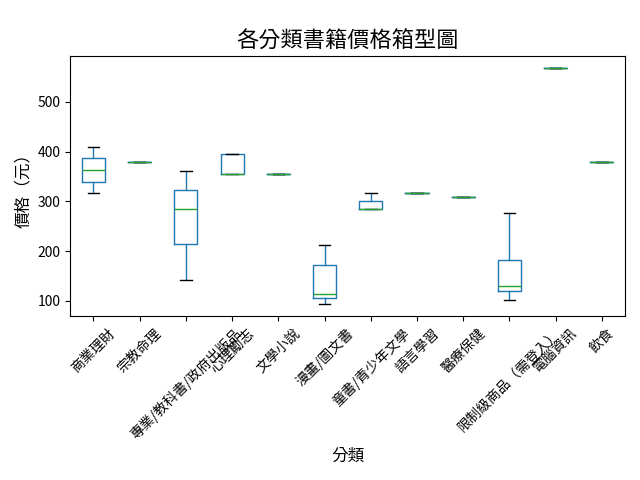 各分類書籍價格箱型圖
價格（元）
500
400
300
200
100
商業理財
宗教命理
專業/教科書/政府出版品
心理勵志
文學小說
漫畫/圖文書
童書/青少年文學
語言學習
醫療保健
限制級商品（需登入）
電腦資訊
飲食
分類